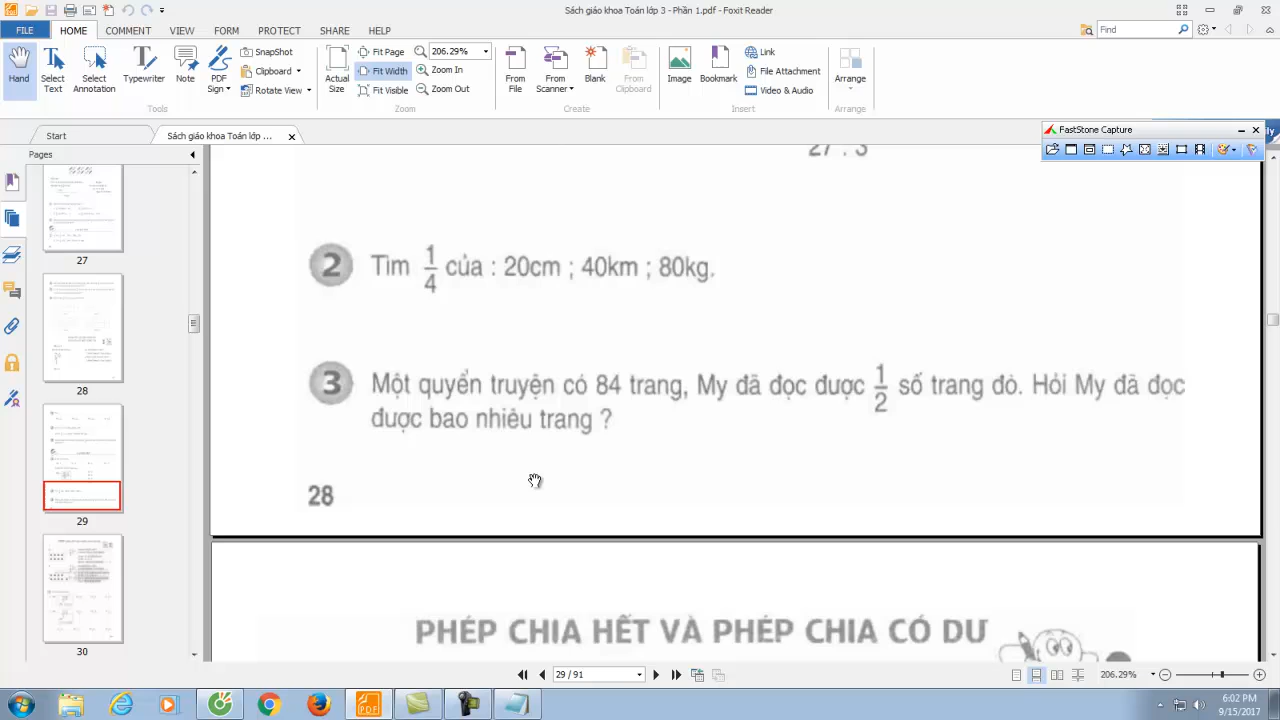 Sách giáo khoa Toán lớp 3 - Phần 1.pdf - Foxit Reader
FILE HOME COMMENT VIEW FORM PROTECT SHARE HELP
Find
Hand
Select Text
Select Annotation
Typewriter
Note
PDF Sign
SnapShot
Clipboard
Rotate View
Tools
Actual Size
Fit Page
Fit Width
Fit Visible
206.29%
Zoom In
Zoom Out
Zoom
From File
From Scanner
Blank
From Clipboard
Create
Image
Bookmark
Link
File Attachment
Video & Audio
Insert
Arrange
Arrange
Start
Sách giáo khoa Toán lớp ...
FastStone Capture
Pages
27
28
29
30
27 : 3
2 Tìm 1/4 của : 20cm ; 40km ; 80kg.
3 Một quyển truyện có 84 trang, My đã đọc được 1/2 số trang đó. Hỏi My đã đọc
được bao nhiêu trang ?
28
PHÉP CHIA HẾT VÀ PHÉP CHIA CÓ DƯ
29 / 91
206.29%
6:02 PM
9/15/2017